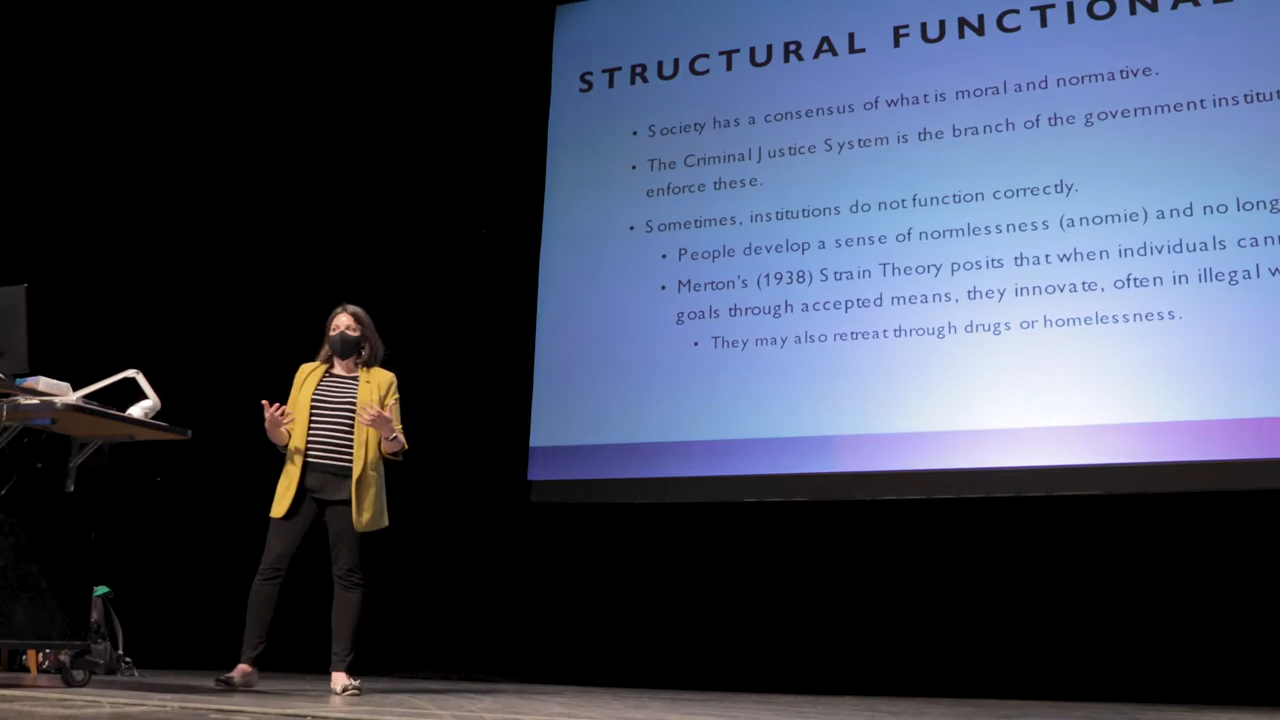 STRUCTURAL FUNCTIONAL
• Society has a consensus of what is moral and normative.
• The Criminal Justice System is the branch of the government
enforce these.
• Sometimes, institutions do not function correctly.
• People develop a sense of normlessness (anomie) and no
• Merton's (1938) Strain Theory posits that when individuals
goals through accepted means, they innovate, often in illegal
• They may also retreat through drugs or homelessness.